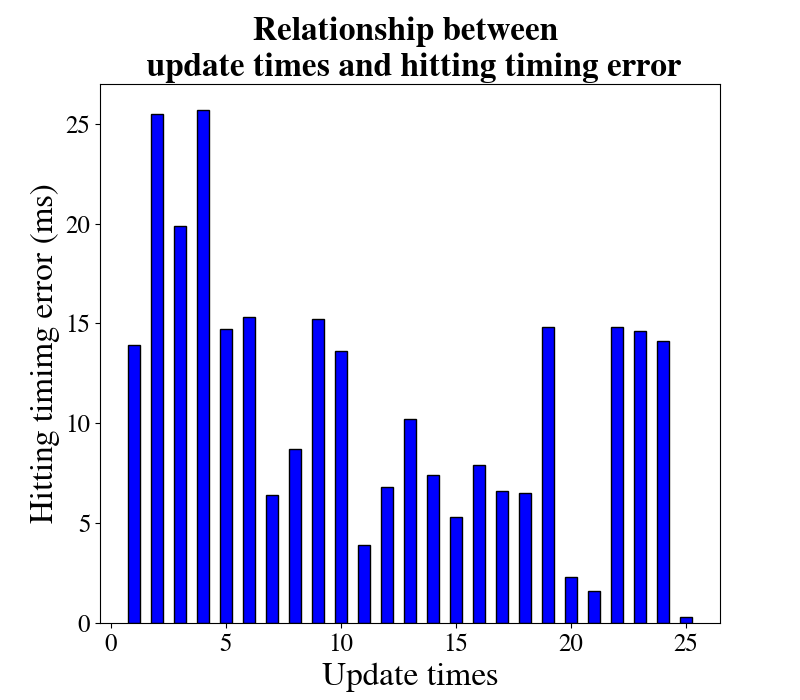 Relationship between
update times and hitting timing error
Hitting timimg error (ms)
25
20
15
10
5
0
0 5 10 15 20 25
Update times